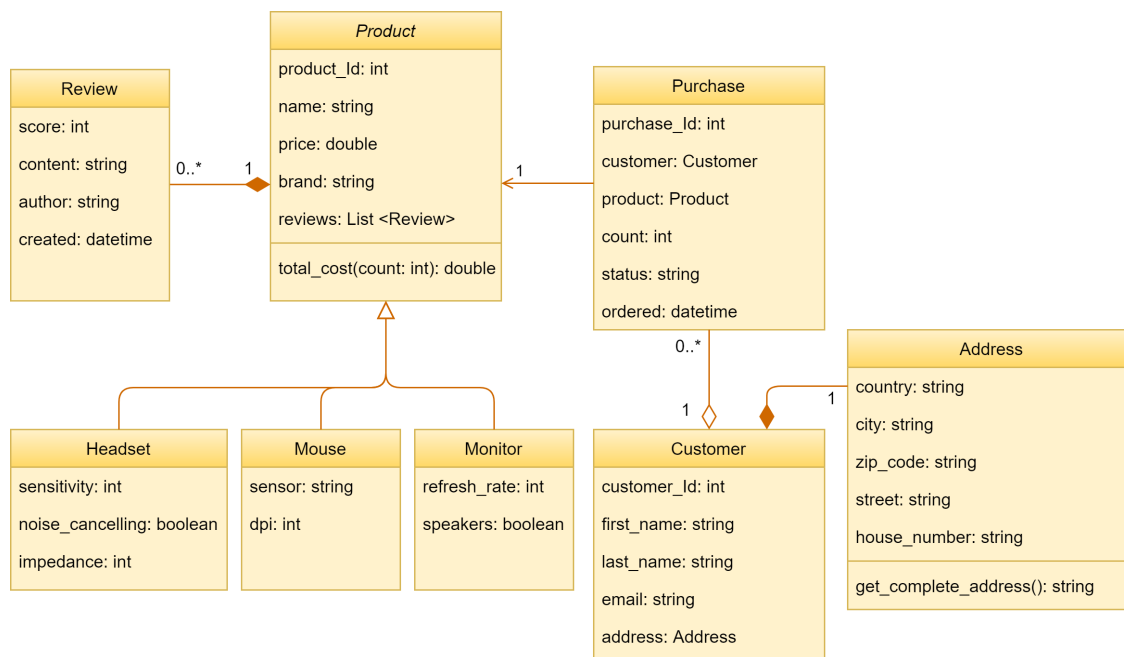 Product
product_Id: int
name: string
price: double
brand: string
reviews: List <Review>
total_cost(count: int): double
Review
score: int
content: string
author: string
created: datetime
0..*
1
1
Purchase
purchase_Id: int
customer: Customer
product: Product
count: int
status: string
ordered: datetime
0..*
1
1
Address
country: string
city: string
zip_code: string
street: string
house_number: string
get_complete_address(): string
Headset
sensitivity: int
noise_cancelling: boolean
impedance: int
Mouse
sensor: string
dpi: int
Monitor
refresh_rate: int
speakers: boolean
Customer
customer_Id: int
first_name: string
last_name: string
email: string
address: Address